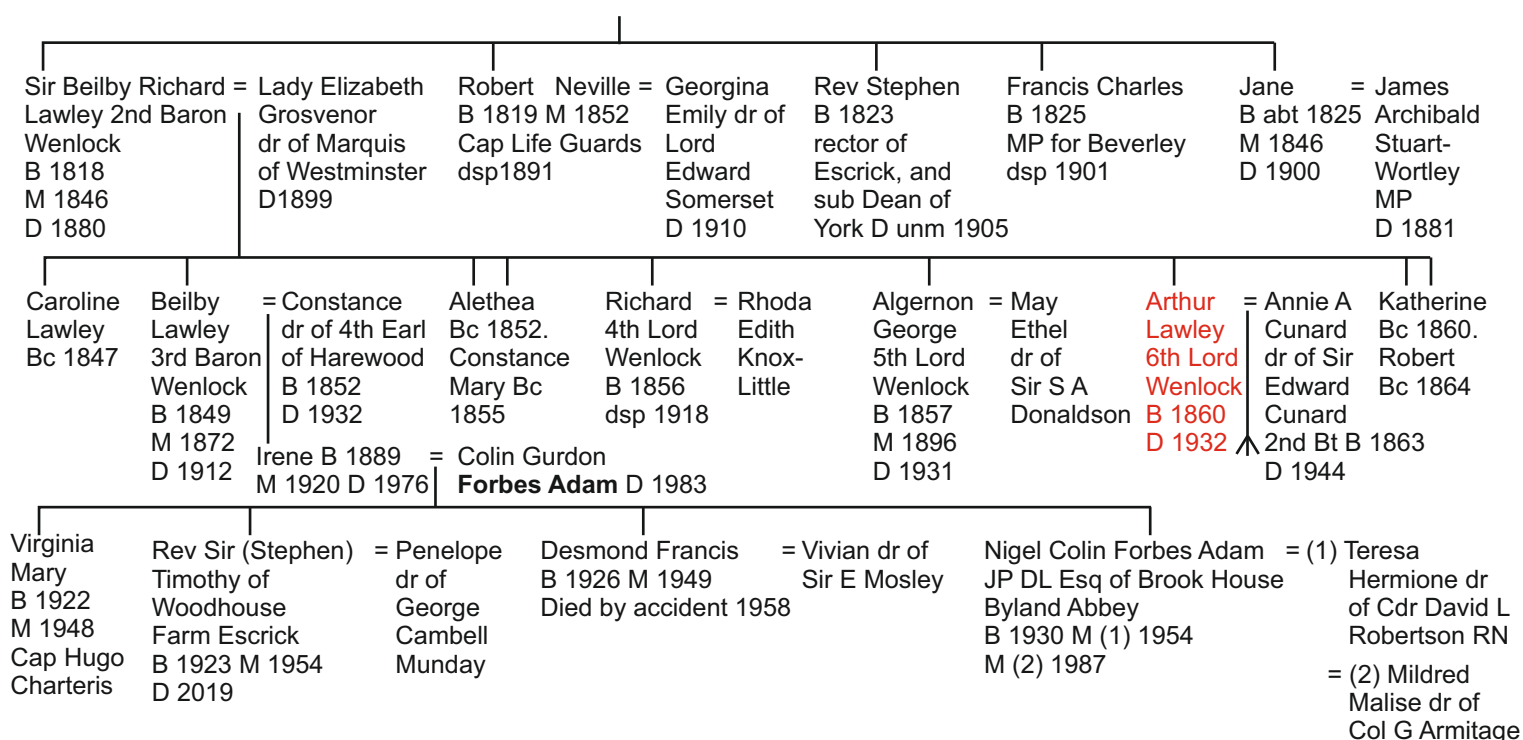 Sir Beilby Richard = Lady Elizabeth
Lawley 2nd Baron Grosvenor
Wenlock dr of Marquis
B 1818 of Westminster
M 1846 D1899
D 1880
Robert Neville = Georgina
B 1819 M 1852 Emily dr of
Cap Life Guards Lord
dsp1891 Edward
Somerset
D 1910
Rev Stephen
B 1823
rector of
Escrick, and
sub Dean of
York D unm 1905
Francis Charles
B 1825
MP for Beverley
dsp 1901
Jane = James
B abt 1825 Archibald
M 1846 Stuart-
D 1900 Wortley
MP
D 1881
Caroline
Lawley
Bc 1847
Beilby = Constance
Lawley dr of 4th Earl
3rd Baron of Harewood
Wenlock B 1852
B 1849 D 1932
M 1872
D 1912
Alethea
Bc 1852.
Constance
Mary Bc
1855
Richard = Rhoda
4th Lord Edith
Wenlock Knox-
B 1856 Little
dsp 1918
Algernon = May
George Ethel
5th Lord dr of
Wenlock Sir S A
B 1857 Donaldson
M 1896
D 1931
Arthur = Annie A
Lawley Cunard
6th Lord dr of Sir
Wenlock Edward
B 1860 Cunard
D 1932 2nd Bt B 1863
D 1944
Katherine
Bc 1860.
Robert
Bc 1864
Irene B 1889 = Colin Gurdon
M 1920 D 1976 Forbes Adam D 1983
Virginia
Mary
B 1922
M 1948
Cap Hugo
Charteris
Rev Sir (Stephen) = Penelope
Timothy of dr of
Woodhouse George
Farm Escrick Cambell
B 1923 M 1954 Munday
D 2019
Desmond Francis = Vivian dr of
B 1926 M 1949 Sir E Mosley
Died by accident 1958
Nigel Colin Forbes Adam = (1) Teresa
JP DL Esq of Brook House Hermione dr
Byland Abbey of Cdr David L
B 1930 M (1) 1954 Robertson RN
M (2) 1987
= (2) Mildred
Malise dr of
Col G Armitage